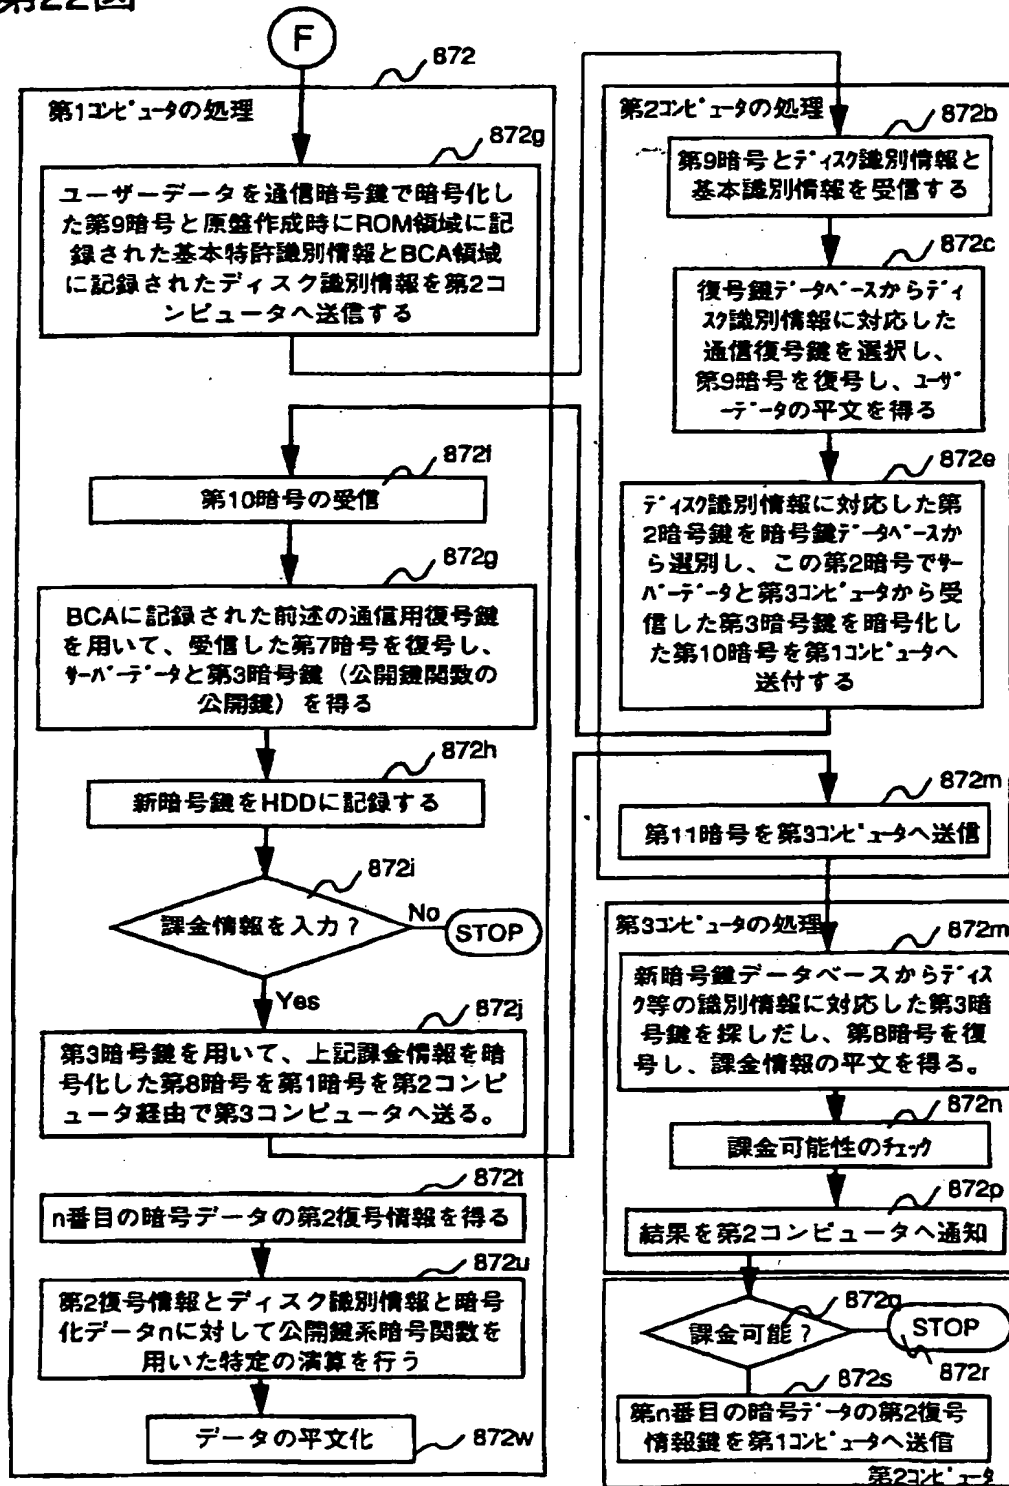 第22図
F
872
第1コンピュータの処理
872g
ユーザーデータを通信暗号鍵で暗号化し
た第9暗号と原盤作成時にROM領域に記
録された基本特許識別情報とBCA領域
に記録されたディスク識別情報を第2コ
ンピュータへ送信する
872f
第10暗号の受信
872g
BCAに記録された前述の通信用復号鍵
を用いて、受信した第7暗号を復号し、
サーバーデータと第3暗号鍵（公開鍵関数の
公開鍵）を得る
872h
新暗号鍵をHDDに記録する
872i
課金情報を入力？
No
STOP
Yes
872j
第3暗号鍵を用いて、上記課金情報を暗
号化した第8暗号を第1暗号を第2コンピ
ュータ経由で第3コンピュータへ送る。
872t
n番目の暗号データの第2復号情報を得る
872u
第2復号情報とディスク識別情報と暗号
化データnに対して公開鍵系暗号関数を
用いた特定の演算を行う
データの平文化
872w
第2コンピュータの処理
872b
第9暗号とディスク識別情報と
基本識別情報を受信する
872c
復号鍵データベースからディ
スク識別情報に対応した
通信復号鍵を選択し、
第9暗号を復号し、ユーザ
ーデータの平文を得る
872e
ディスク識別情報に対応した第
2暗号鍵を暗号鍵データベースか
ら選別し、この第2暗号でサー
バーデータと第3コンピュータから受
信した第3暗号鍵を暗号化し
た第10暗号を第1コンピュータへ
送付する
872m
第11暗号を第3コンピュータへ送信
第3コンピュータの処理
872m
新暗号鍵データベースからディス
ク等の識別情報に対応した第3暗
号鍵を探しだし、第8暗号を復
号し、課金情報の平文を得る。
872n
課金可能性のチェック
872p
結果を第2コンピュータへ通知
872q
課金可能？
STOP
872r
872s
第n番目の暗号データの第2復号
情報鍵を第1コンピュータへ送信
第2コンピュータ